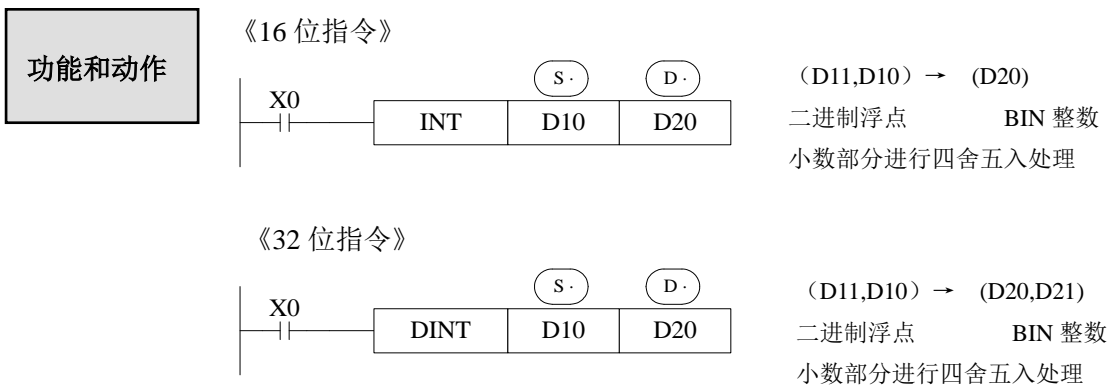 功能和动作
《16 位指令》
S · D ·
X0
INT D10 D20
（D11,D10）→ (D20)
二进制浮点 BIN 整数
小数部分进行四舍五入处理
《32 位指令》
S · D ·
X0
DINT D10 D20
（D11,D10）→ (D20,D21)
二进制浮点 BIN 整数
小数部分进行四舍五入处理